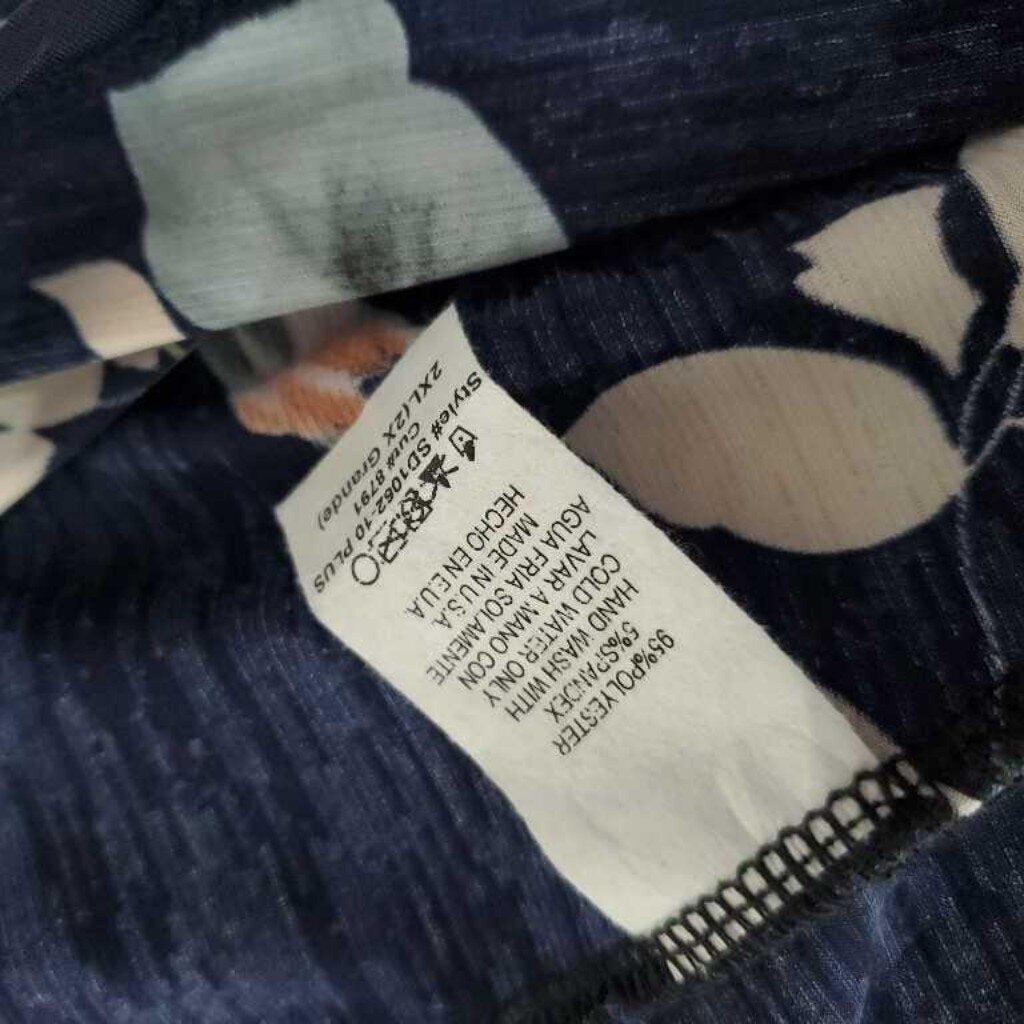 95%POLYESTER
5%SPANDEX
HAND WASH WITH
COLD WATER ONLY
LAVAR A MANO CON
AGUA FRIA SOLAMENTE
MADE IN U.S.A.
HECHO EN E.U.A.
Style# SD1062-10 PLUS
Cut# 8791
2XL(2X Grande)